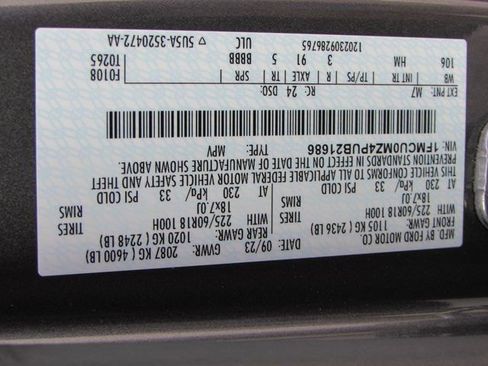 MFD. BY FORD MOTOR CO.
DATE: 09/23 GVWR: 2087 KG ( 4600 LB)
FRONT GAWR: 1105 KG ( 2436 LB) REAR GAWR: 1020 KG ( 2248 LB)
WITH 225/60R18 100H TIRES WITH 225/60R18 100H TIRES
18x7.0J RIMS 18x7.0J RIMS
AT 230 kPa/ 33 PSI COLD AT 230 kPa/ 33 PSI COLD
THIS VEHICLE CONFORMS TO ALL APPLICABLE FEDERAL MOTOR VEHICLE SAFETY AND THEFT
PREVENTION STANDARDS IN EFFECT ON THE DATE OF MANUFACTURE SHOWN ABOVE.
VIN: 1FMCU0MZ4PUB21686 TYPE: MPV
EXT PNT: M7 RC: 24 DSO: F0108 T0265
WB INT TR TP/PS R AXLE TR SPR
106 HM 3 91 5 BBBB
120230928676​5 ULC 5U5A-3520472-AA